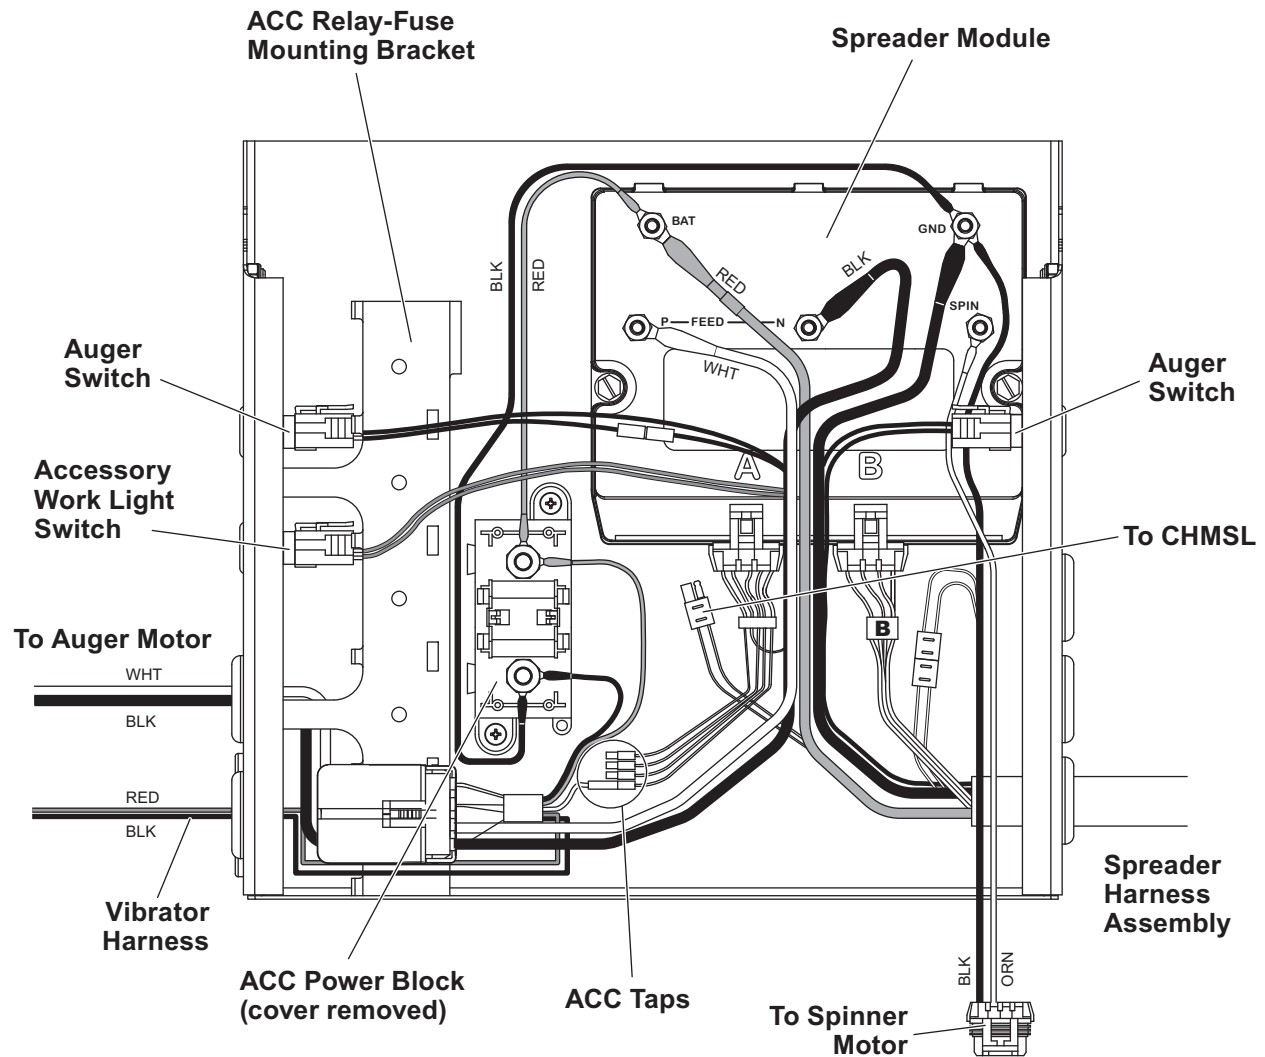 ACC Relay-Fuse
Mounting Bracket
Spreader Module
BAT
GND
BLK
RED
RED
BLK
SPIN
P
FEED
N
WHT
Auger
Switch
Auger
Switch
Accessory
Work Light
Switch
A
B
To CHMSL
B
To Auger Motor
WHT
BLK
RED
BLK
Vibrator
Harness
Spreader
Harness
Assembly
ACC Power Block
(cover removed)
ACC Taps
BLK
ORN
To Spinner
Motor